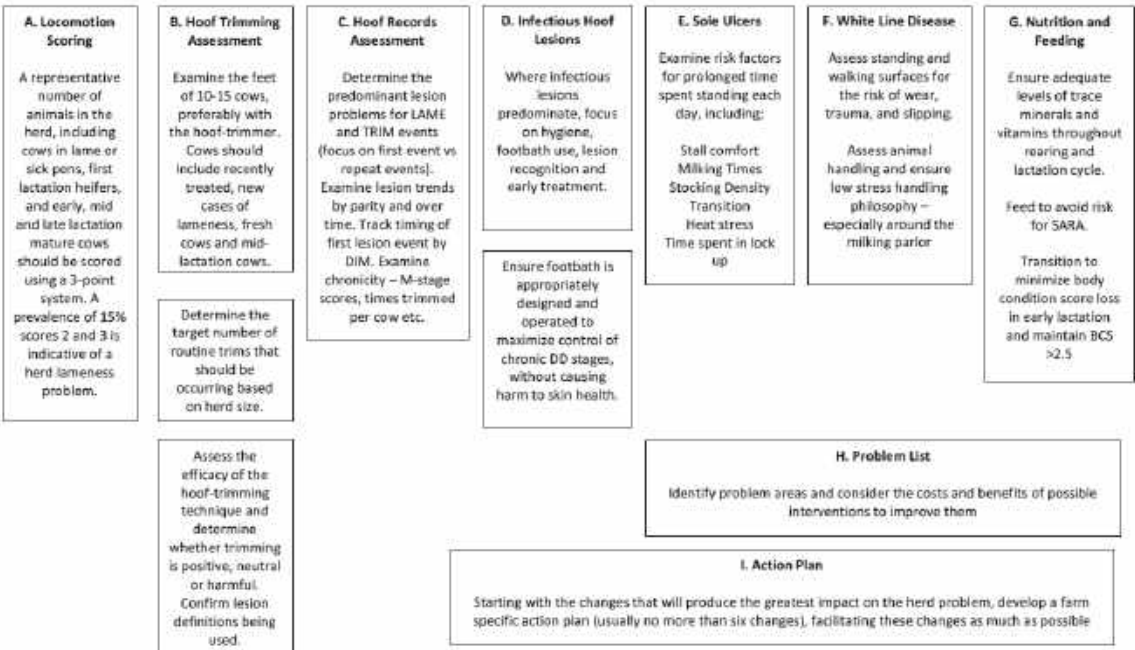 A. Locomotion
Scoring
A representative
number of
animals in the
herd, including
cows in lame or
sick pens, first
lactation heifers,
and early, mid
and late lactation
mature cows
should be scored
using a 3-point
system. A
prevalence of 15%
scores 2 and 3 is
indicative of a
herd lameness
problem.
B. Hoof Trimming
Assessment
Examine the feet
of 10-15 cows,
preferably with
the hoof-trimmer.
Cows should
include recently
treated, new
cases of
lameness, fresh
cows and mid-
lactation cows.
Determine the
target number of
routine trims that
should be
occurring based
on herd size.
Assess the
efficacy of the
hoof-trimming
technique and
determine
whether trimming
is positive, neutral
or harmful.
Confirm lesion
definitions being
used.
C. Hoof Records
Assessment
Determine the
predominant lesion
problems for LAME
and TRIM events
(focus on first event vs
repeat events).
Examine lesion trends
by parity and over
time. Track timing of
first lesion event by
DIM. Examine
chronicity – M-stage
scores, times trimmed
per cow etc.
D. Infectious Hoof
Lesions
Where infectious
lesions
predominate, focus
on hygiene,
footbath use, lesion
recognition and
early treatment.
Ensure footbath is
appropriately
designed and
operated to
maximize control of
chronic DD stages,
without causing
harm to skin health.
E. Sole Ulcers
Examine risk factors
for prolonged time
spent standing each
day, including:
Stall comfort
Milking Times
Stocking Density
Transition
Heat stress
Time spent in lock
up
F. White Line Disease
Assess standing and
walking surfaces for
the risk of wear,
trauma, and slipping.
Assess animal
handling and ensure
low stress handling
philosophy –
especially around the
milking parlor
G. Nutrition and
Feeding
Ensure adequate
levels of trace
minerals and
vitamins throughout
rearing and
lactation cycle.
Feed to avoid risk
for SARA.
Transition to
minimize body
condition score loss
in early lactation
and maintain BCS
>2.5
H. Problem List
Identify problem areas and consider the costs and benefits of possible
interventions to improve them
I. Action Plan
Starting with the changes that will produce the greatest impact on the herd problem, develop a farm
specific action plan (usually no more than six changes), facilitating these changes as much as possible